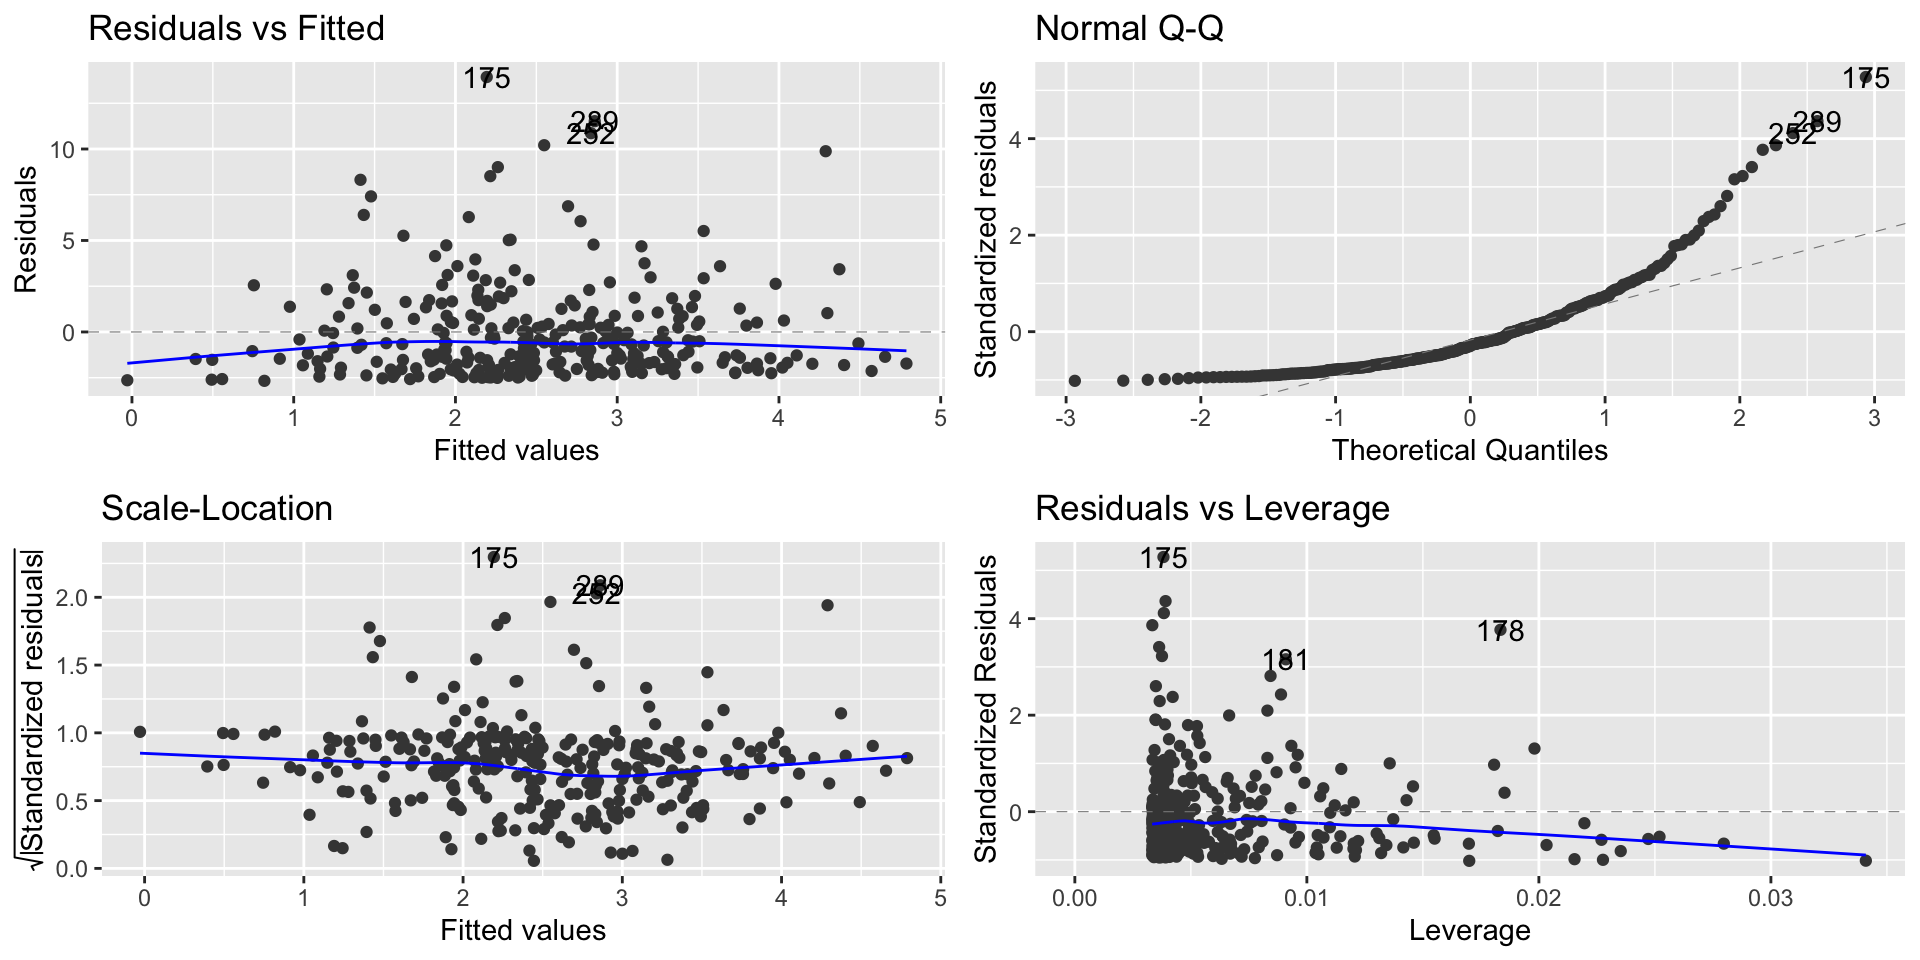 Residuals vs Fitted
Residuals
10
5
0
175
289
252
0 1 2 3 4 5
Fitted values
Normal Q-Q
Standardized residuals
4
2
0
175
289
252
-3 -2 -1 0 1 2 3
Theoretical Quantiles
Scale-Location
√|Standardized residuals|
2.0
1.5
1.0
0.5
0.0
175
289
252
0 1 2 3 4 5
Fitted values
Residuals vs Leverage
Standardized Residuals
4
2
0
175
178
181
0.00 0.01 0.02 0.03
Leverage